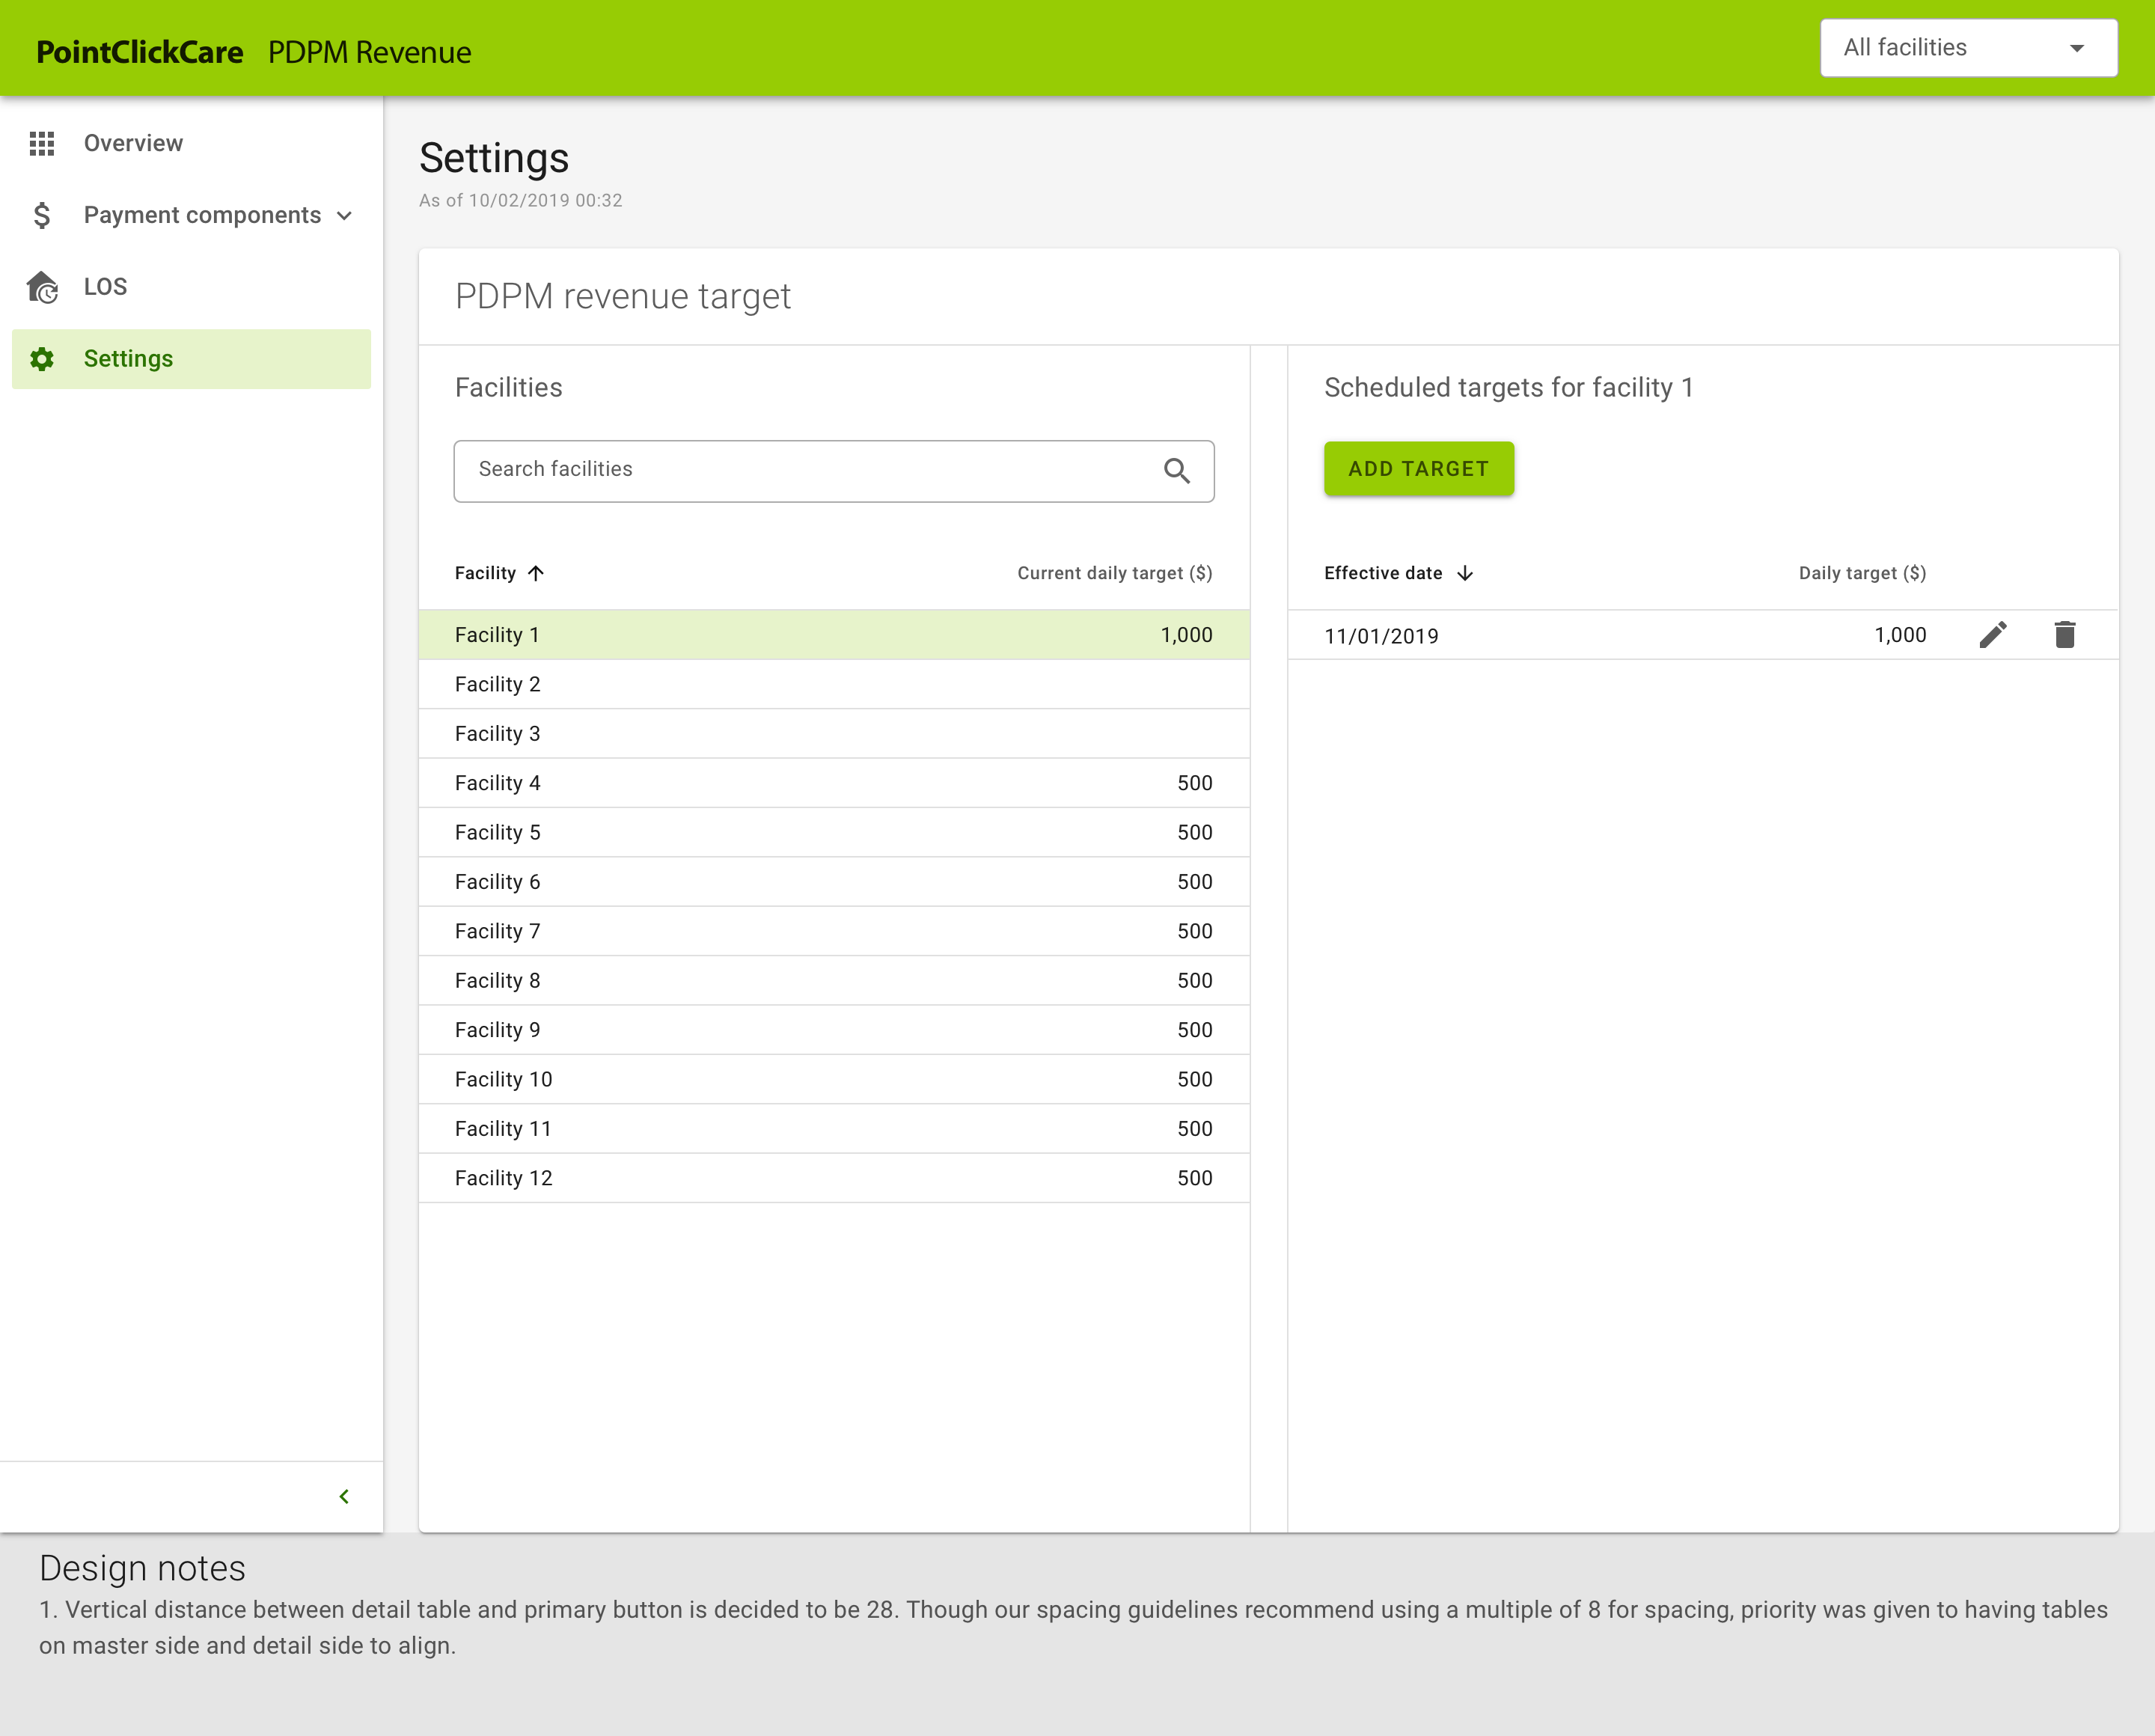 PointClickCare PDPM Revenue
All facilities
Overview
Payment components
LOS
Settings
Settings
As of 10/02/2019 00:32
PDPM revenue target
Facilities
Search facilities
Facility Current daily target ($)
Facility 1 1,000
Facility 2
Facility 3
Facility 4 500
Facility 5 500
Facility 6 500
Facility 7 500
Facility 8 500
Facility 9 500
Facility 10 500
Facility 11 500
Facility 12 500
Scheduled targets for facility 1
ADD TARGET
Effective date Daily target ($)
11/01/2019 1,000
Design notes
1. Vertical distance between detail table and primary button is decided to be 28. Though our spacing guidelines recommend using a multiple of 8 for spacing, priority was given to having tables
on master side and detail side to align.